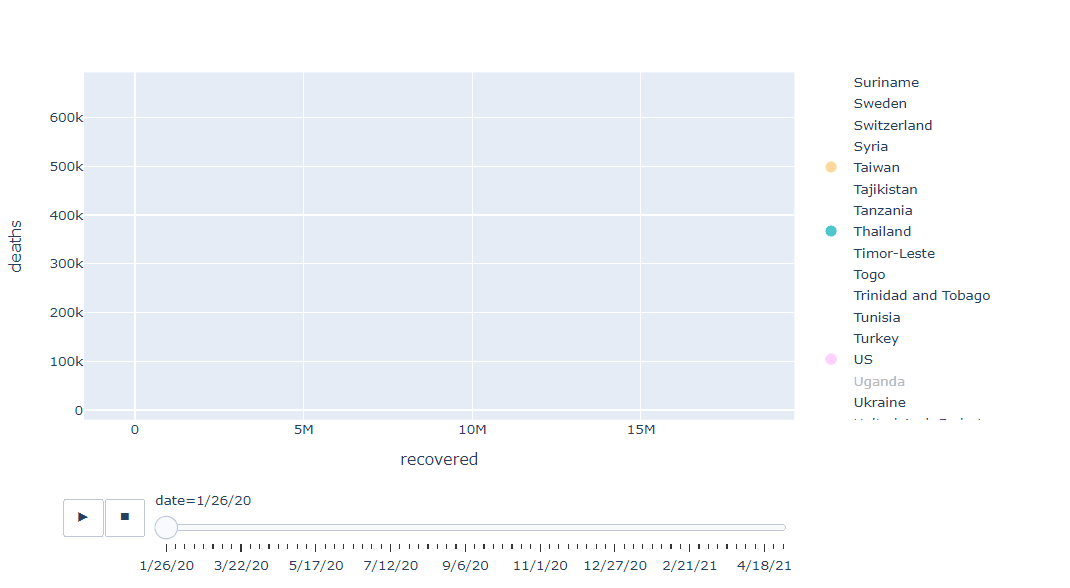 600k
500k
400k
300k
200k
100k
0
deaths
0 5M 10M 15M
recovered
Suriname
Sweden
Switzerland
Syria
Taiwan
Tajikistan
Tanzania
Thailand
Timor-Leste
Togo
Trinidad and Tobago
Tunisia
Turkey
US
Uganda
Ukraine
date=1/26/20
▶ ■
1/26/20 3/22/20 5/17/20 7/12/20 9/6/20 11/1/20 12/27/20 2/21/21 4/18/21